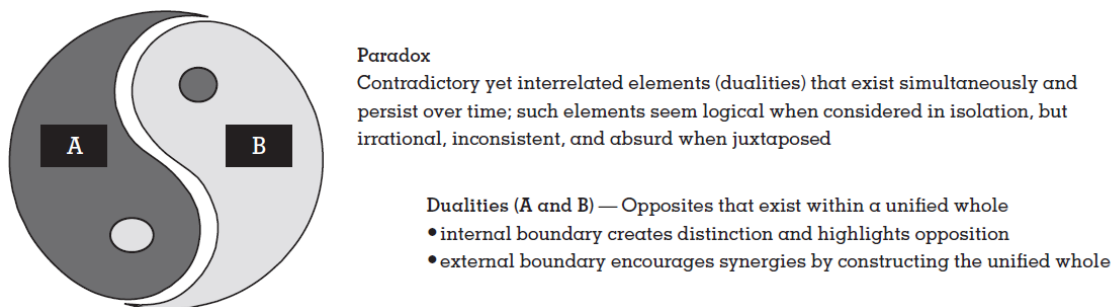 A
B
Paradox
Contradictory yet interrelated elements (dualities) that exist simultaneously and
persist over time; such elements seem logical when considered in isolation, but
irrational, inconsistent, and absurd when juxtaposed
Dualities (A and B) — Opposites that exist within a unified whole
•internal boundary creates distinction and highlights opposition
•external boundary encourages synergies by constructing the unified whole